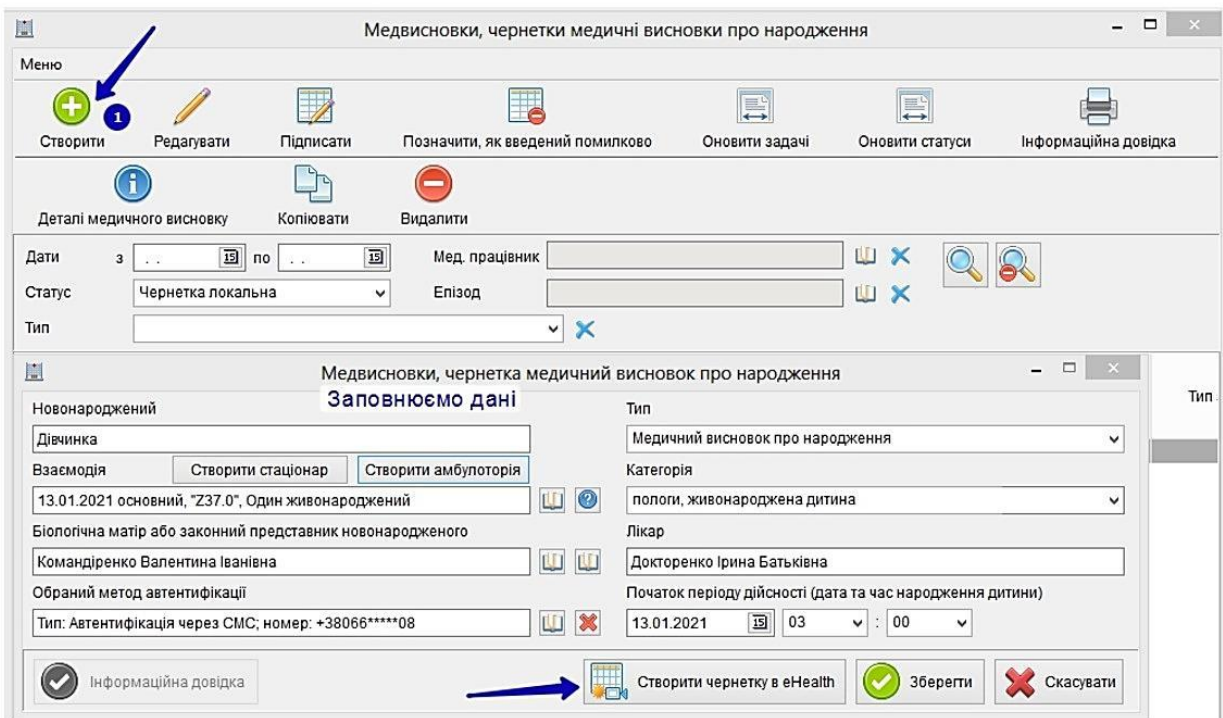 Медвисновки, чернетки медичні висновки про народження
Меню
1
Створити Редагувати Підписати Позначити, як введений помилково Оновити задачі Оновити статуси Інформаційна довідка
Деталі медичного висновку Копіювати Видалити
Дати з . . 15 по . . 15 Мед. працівник
Статус Чернетка локальна Епізод
Тип
Медвисновки, чернетка медичний висновок про народження
Заповнюємо дані
Тип
Новонароджений Тип
Дівчинка Медичний висновок про народження
Взаємодія Створити стаціонар Створити амбулоторія Категорія
13.01.2021 основний, "Z37.0", Один живонароджений пологи, живонароджена дитина
Біологічна матір або законний представник новонародженого Лікар
Командіренко Валентина Іванівна Докторенко Ірина Батьківна
Обраний метод автентифікації Початок періоду дійсності (дата та час народження дитини)
Тип: Автентифікація через СМС; номер: +38066*****08 13.01.2021 15 03 : 00
Інформаційна довідка Створити чернетку в eHealth Зберегти Скасувати